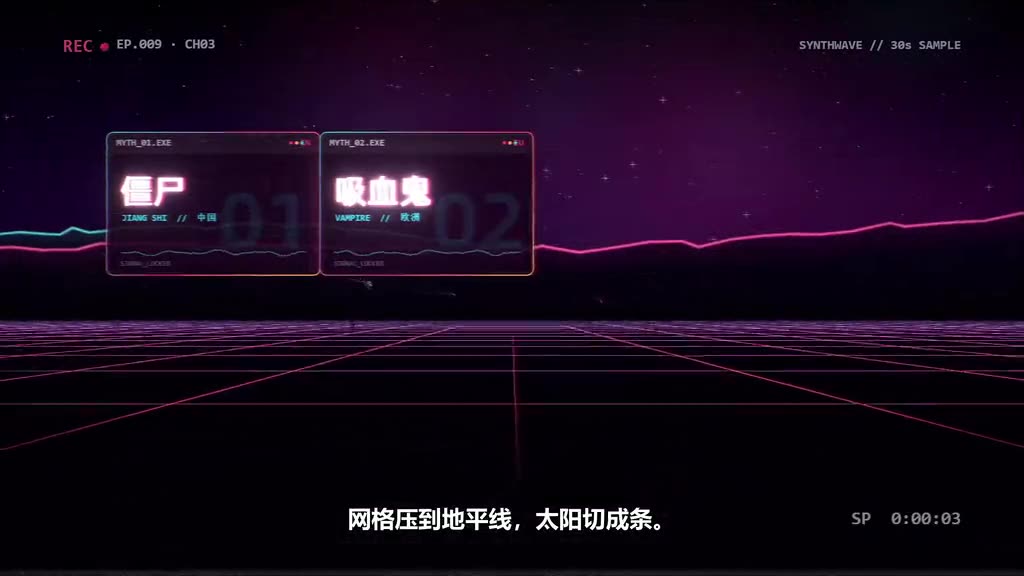 REC EP.009 · CH03
SYNTHWAVE // 30s SAMPLE
MYTH_01.EXE
僵尸
JIANG SHI // 中国
01
SIGNAL_LOCKED
MYTH_02.EXE
吸血鬼
VAMPIRE // 欧洲
02
SIGNAL_LOCKED
网格压到地平线，太阳切成条。
SP 0:00:03